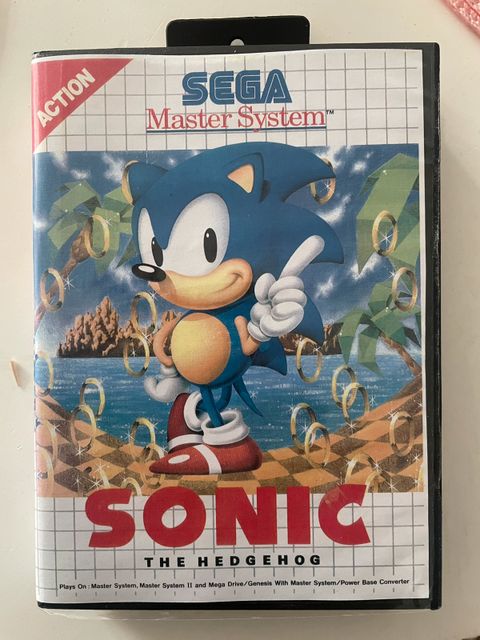 ACTION
SEGA
Master System™
SONIC
THE HEDGEHOG
Plays On : Master System, Master System II and Mega Drive/Genesis With Master System/Power Base Converter